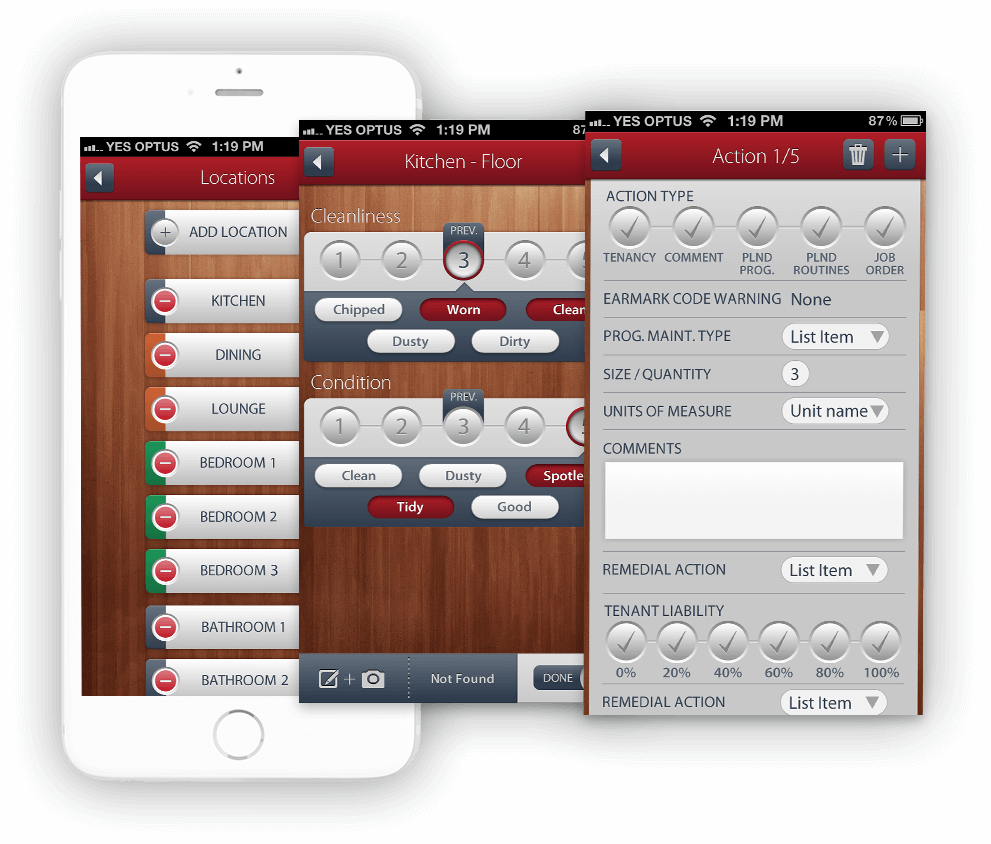 YES OPTUS 1:19 PM
Locations
+ ADD LOCATION
KITCHEN
DINING
LOUNGE
BEDROOM 1
BEDROOM 2
BEDROOM 3
BATHROOM 1
BATHROOM 2
YES OPTUS 1:19 PM 87
Kitchen - Floor
Cleanliness
PREV.
1 2 3 4
Chipped Worn Clean
Dusty Dirty
Condition
PREV.
1 2 3 4 5
Clean Dusty Spotle
Tidy Good
+ Not Found DONE
YES OPTUS 1:19 PM 87%
Action 1/5 +
ACTION TYPE
TENANCY COMMENT PLND PLND JOB
PROG. ROUTINES ORDER
EARMARK CODE WARNING None
PROG. MAINT. TYPE List Item
SIZE / QUANTITY 3
UNITS OF MEASURE Unit name
COMMENTS
REMEDIAL ACTION List Item
TENANT LIABILITY
0% 20% 40% 60% 80% 100%
REMEDIAL ACTION List Item